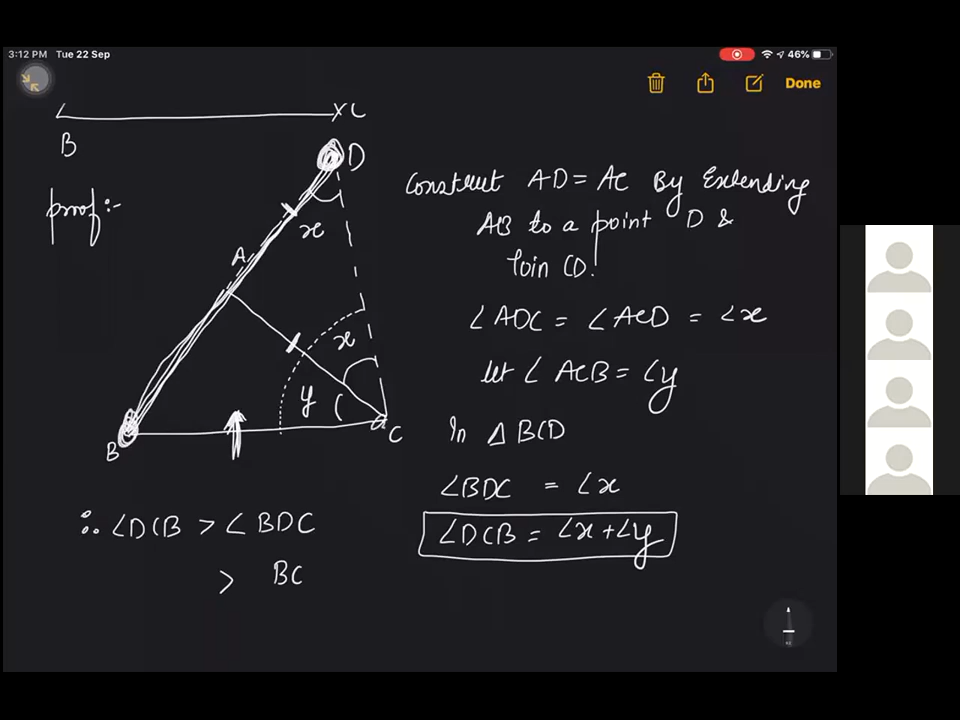 3:12 PM Tue 22 Sep
46%
Done
B
C
Proof:-
D
x
A
x
y
B
C
Construct AD = AC By Extending
AB to a point D &
Join CD.
∠ADC = ∠ACD = ∠x
let ∠ACB = ∠y
In △ BCD
∠BDC = ∠x
∠DCB = ∠x+∠y
∴ ∠DCB > ∠BDC
> BC